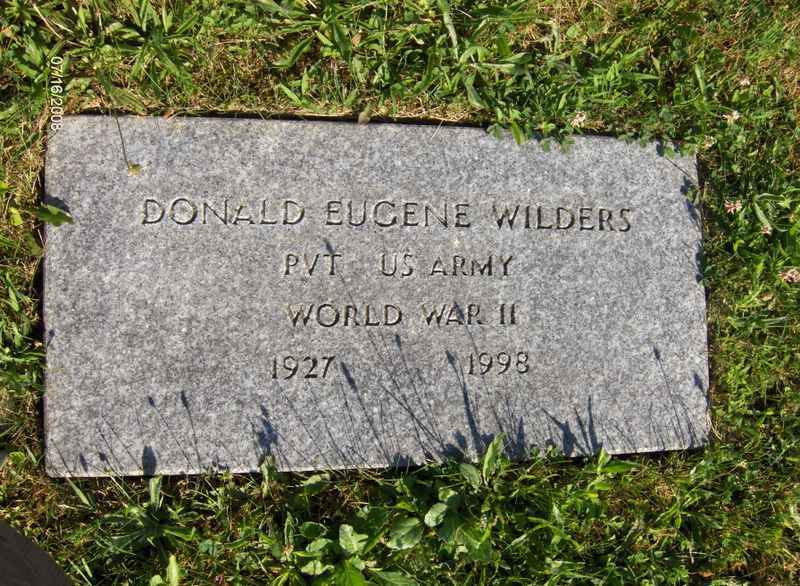 DONALD EUGENE WILDERS
PVT US ARMY
WORLD WAR II
1927 1998
07/16/2008